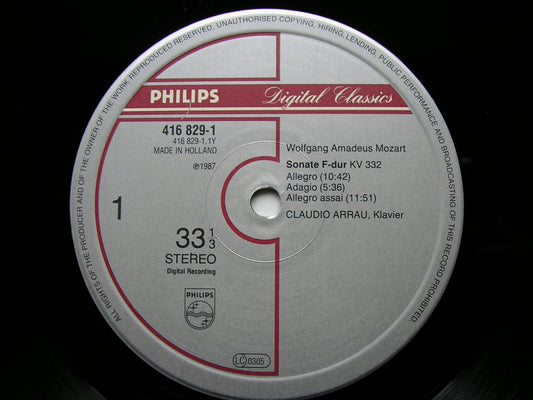 ALL RIGHTS OF THE PRODUCER AND OF THE OWNER OF THE WORK REPRODUCED RESERVED. UNAUTHORISED COPYING, HIRING, LENDING, PUBLIC PERFORMANCE AND BROADCASTING OF THIS RECORD PROHIBITED.
PHILIPS Digital Classics
416 829-1
416 829-1.1Y
MADE IN HOLLAND
℗1987
1
33 1/3
STEREO
Digital Recording
PHILIPS
Wolfgang Amadeus Mozart
Sonate F-dur KV 332
Allegro (10:42)
Adagio (5:36)
Allegro assai (11:51)
CLAUDIO ARRAU, Klavier
LC 0305